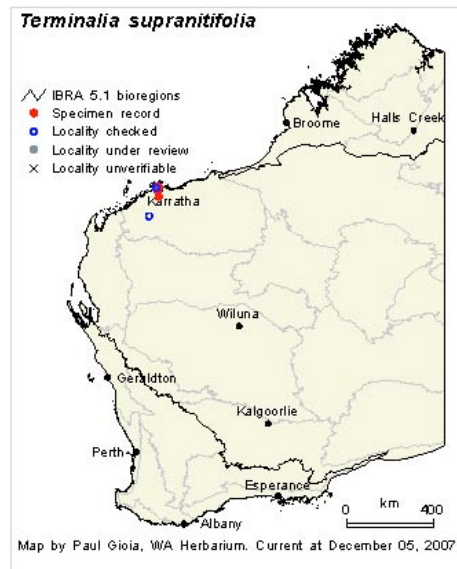 Terminalia supranitifolia
IBRA 5.1 bioregions
Specimen record
Locality checked
Locality under review
Locality unverifiable
Broome
Halls Creek
Karratha
Wiluna
Geraldton
Kalgoorlie
Perth
Esperance
Albany
km
0 400
Map by Paul Gioia, WA Herbarium. Current at December 05, 2007